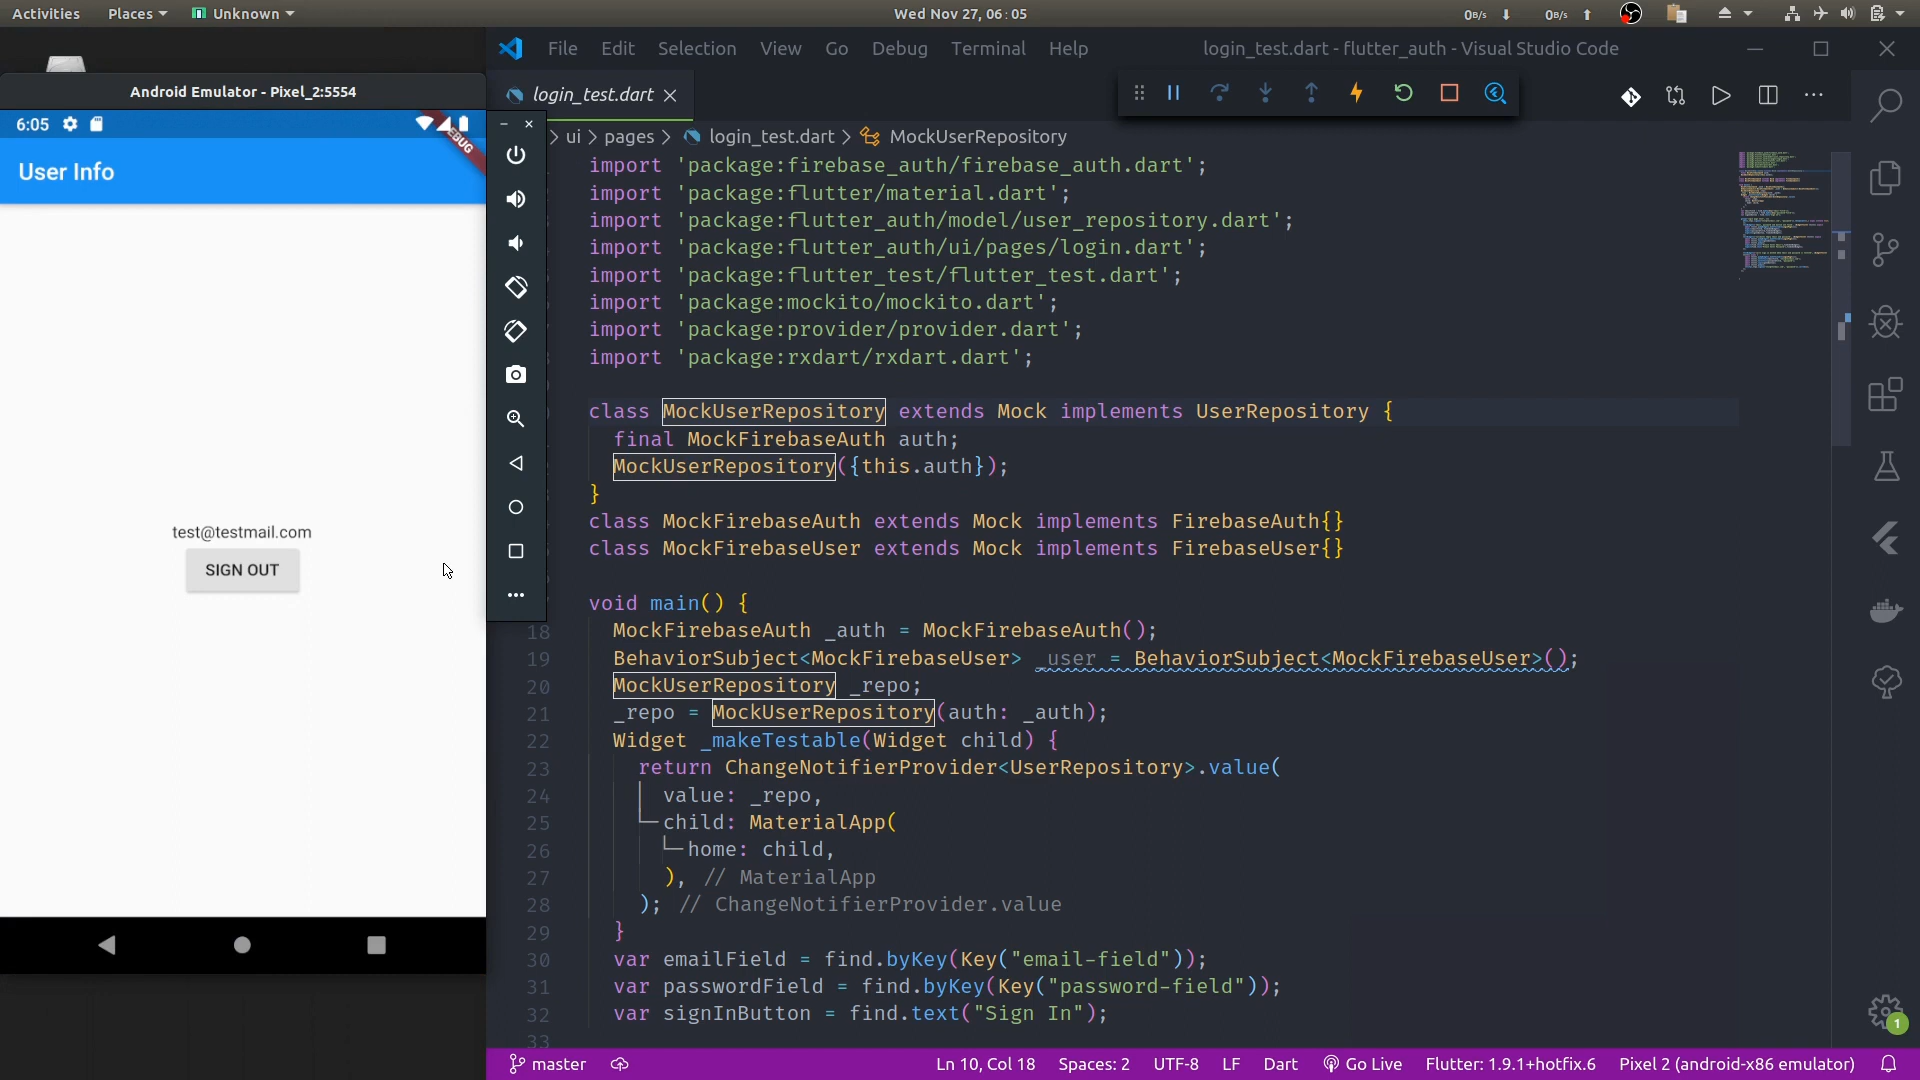 Activities Places Unknown Wed Nov 27, 06:05 0B/s 0B/s
File Edit Selection View Go Debug Terminal Help login_test.dart - flutter_auth - Visual Studio Code
Android Emulator - Pixel_2:5554
login_test.dart
6:05
User Info
test@testmail.com
SIGN OUT
ui > pages > login_test.dart > MockUserRepository
import 'package:firebase_auth/firebase_auth.dart';
import 'package:flutter/material.dart';
import 'package:flutter_auth/model/user_repository.dart';
import 'package:flutter_auth/ui/pages/login.dart';
import 'package:flutter_test/flutter_test.dart';
import 'package:mockito/mockito.dart';
import 'package:provider/provider.dart';
import 'package:rxdart/rxdart.dart';
class MockUserRepository extends Mock implements UserRepository {
final MockFirebaseAuth auth;
MockUserRepository({this.auth});
}
class MockFirebaseAuth extends Mock implements FirebaseAuth{}
class MockFirebaseUser extends Mock implements FirebaseUser{}
void main() {
18 MockFirebaseAuth _auth = MockFirebaseAuth();
19 BehaviorSubject<MockFirebaseUser> _user = BehaviorSubject<MockFirebaseUser>();
20 MockUserRepository _repo;
21 _repo = MockUserRepository(auth: _auth);
22 Widget _makeTestable(Widget child) {
23 return ChangeNotifierProvider<UserRepository>.value(
24 value: _repo,
25 child: MaterialApp(
26 home: child,
27 ), // MaterialApp
28 ); // ChangeNotifierProvider.value
29 }
30 var emailField = find.byKey(Key("email-field"));
31 var passwordField = find.byKey(Key("password-field"));
32 var signInButton = find.text("Sign In");
33
1
master Ln 10, Col 18 Spaces: 2 UTF-8 LF Dart Go Live Flutter: 1.9.1+hotfix.6 Pixel 2 (android-x86 emulator)